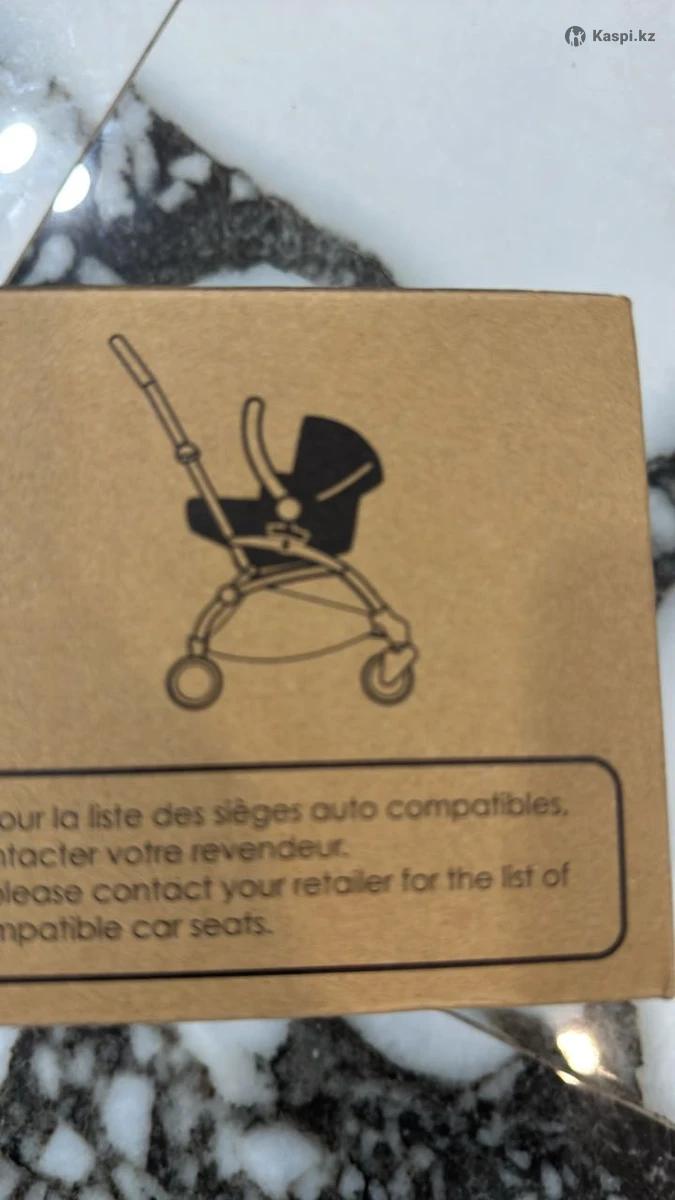 Kaspi.kz
our la liste des sièges auto compatibles,
ntacter votre revendeur.
please contact your retailer for the list of
mpatible car seats.